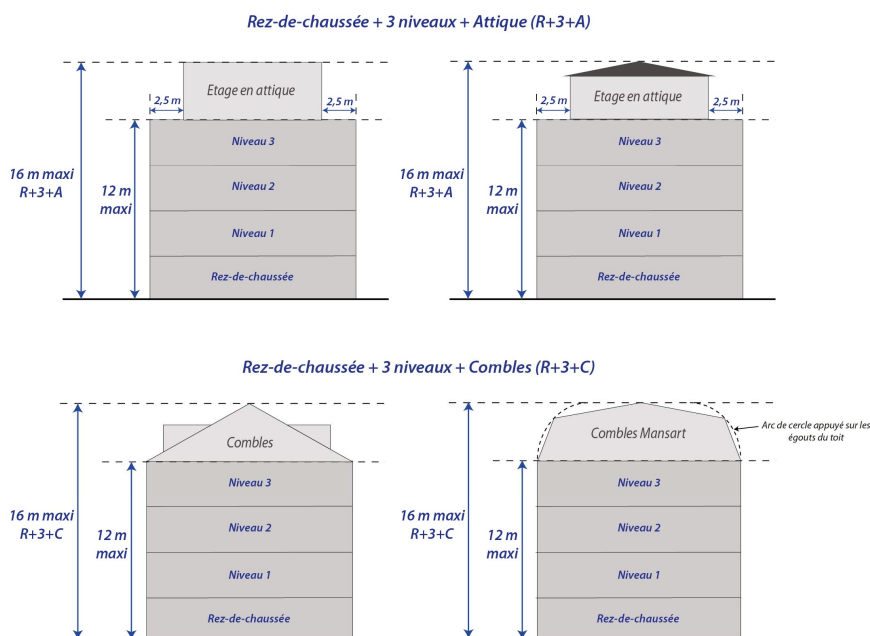 Rez-de-chaussée + 3 niveaux + Attique (R+3+A)
Etage en attique
2,5 m
2,5 m
Niveau 3
Niveau 2
Niveau 1
Rez-de-chaussée
16 m maxi
R+3+A
12 m
maxi
Etage en attique
2,5 m
2,5 m
Niveau 3
Niveau 2
Niveau 1
Rez-de-chaussée
16 m maxi
R+3+A
12 m
maxi
Rez-de-chaussée + 3 niveaux + Combles (R+3+C)
Combles
Niveau 3
Niveau 2
Niveau 1
Rez-de-chaussée
16 m maxi
R+3+C
12 m
maxi
Combles Mansart
Arc de cercle appuyé sur les
égouts du toit
Niveau 3
Niveau 2
Niveau 1
Rez-de-chaussée
16 m maxi
R+3+C
12 m
maxi